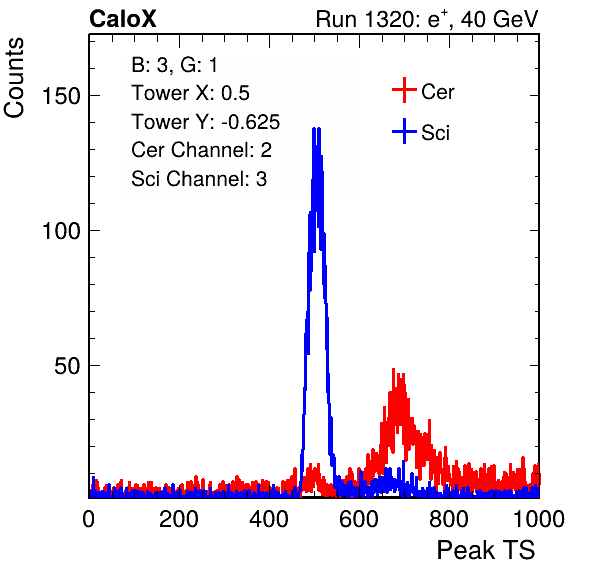 CaloX Run 1320: e⁺, 40 GeV
Counts
B: 3, G: 1
Tower X: 0.5
Tower Y: -0.625
Cer Channel: 2
Sci Channel: 3
Cer
Sci
150
100
50
0 200 400 600 800 1000
Peak TS